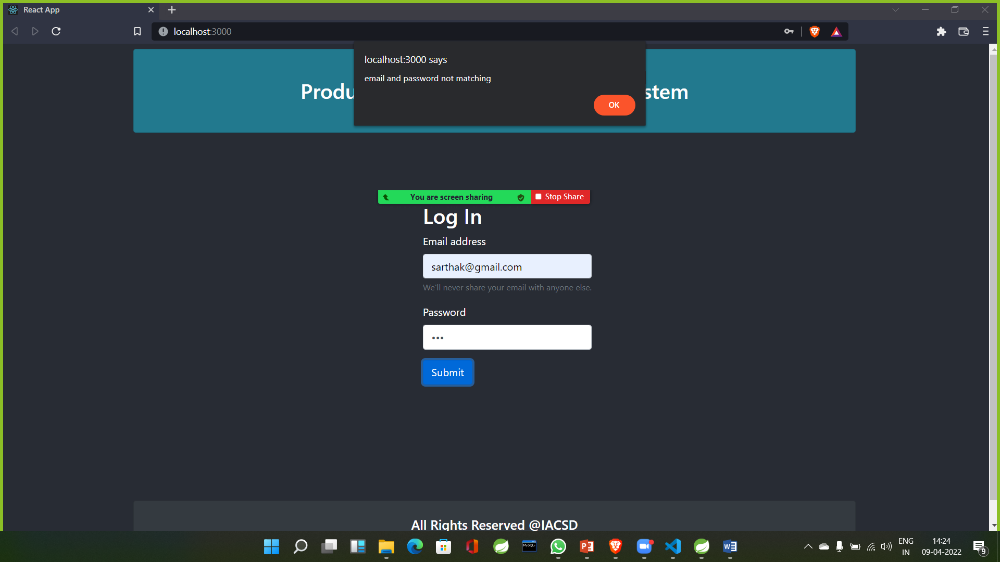 React App
localhost:3000
localhost:3000 says
email and password not matching
OK
Produ
stem
You are screen sharing
Stop Share
Log In
Email address
sarthak@gmail.com
We'll never share your email with anyone else.
Password
Submit
All Rights Reserved @IACSD
MySQL
ENG
IN
14:24
09-04-2022
9